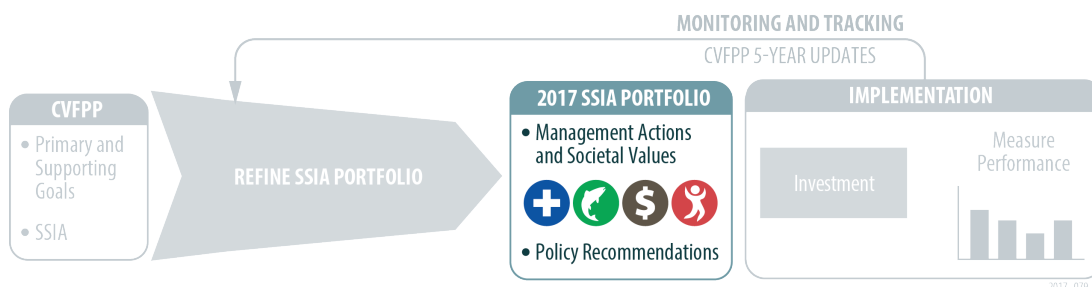 MONITORING AND TRACKING
CVFPP 5-YEAR UPDATES
CVFPP
• Primary and
Supporting
Goals
• SSIA
REFINE SSIA PORTFOLIO
2017 SSIA PORTFOLIO
• Management Actions
and Societal Values
$
• Policy Recommendations
IMPLEMENTATION
Investment
Measure
Performance